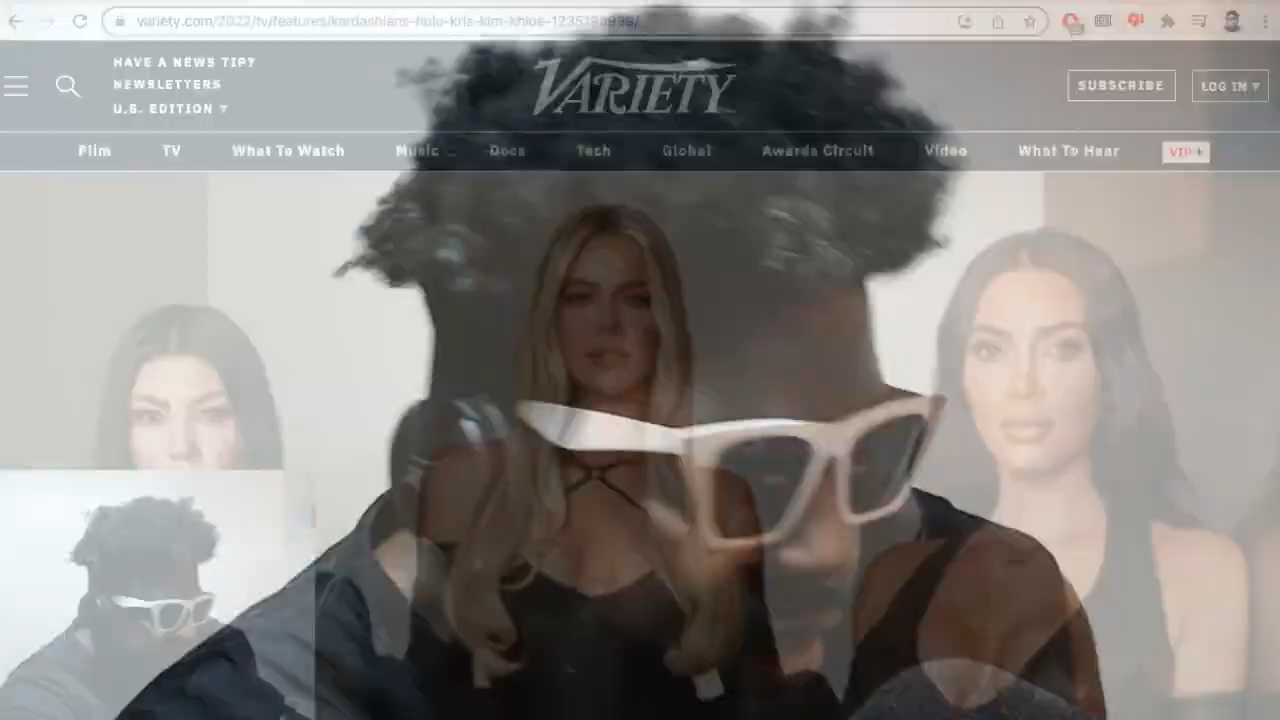 variety.com/2022/tv/features/kardashians-hulu-kris-kim-khloe-1235198939/
HAVE A NEWS TIP?
NEWSLETTERS
U.S. EDITION
VARIETY
SUBSCRIBE
LOG IN
Film TV What To Watch Music Docs Tech Global Awards Circuit Video What To Hear VIP+